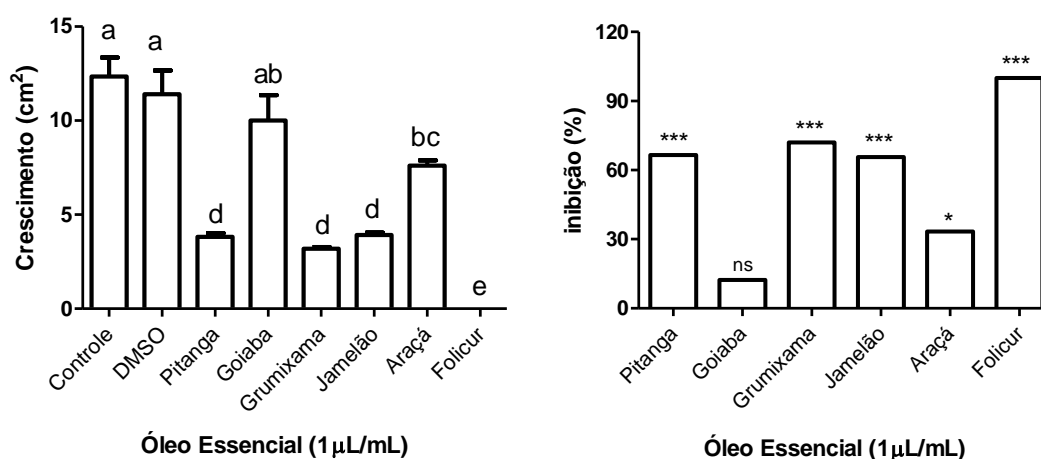 15
10
5
0
Crescimento (cm²)
a
a
d
ab
d
d
bc
e
Controle
DMSO
Pitanga
Goiaba
Grumixama
Jamelão
Araçá
Folicur
Óleo Essencial (1μL/mL)
120
90
60
30
0
inibição (%)
***
ns
***
***
*
***
Pitanga
Goiaba
Grumixama
Jamelão
Araçá
Folicur
Óleo Essencial (1μL/mL)